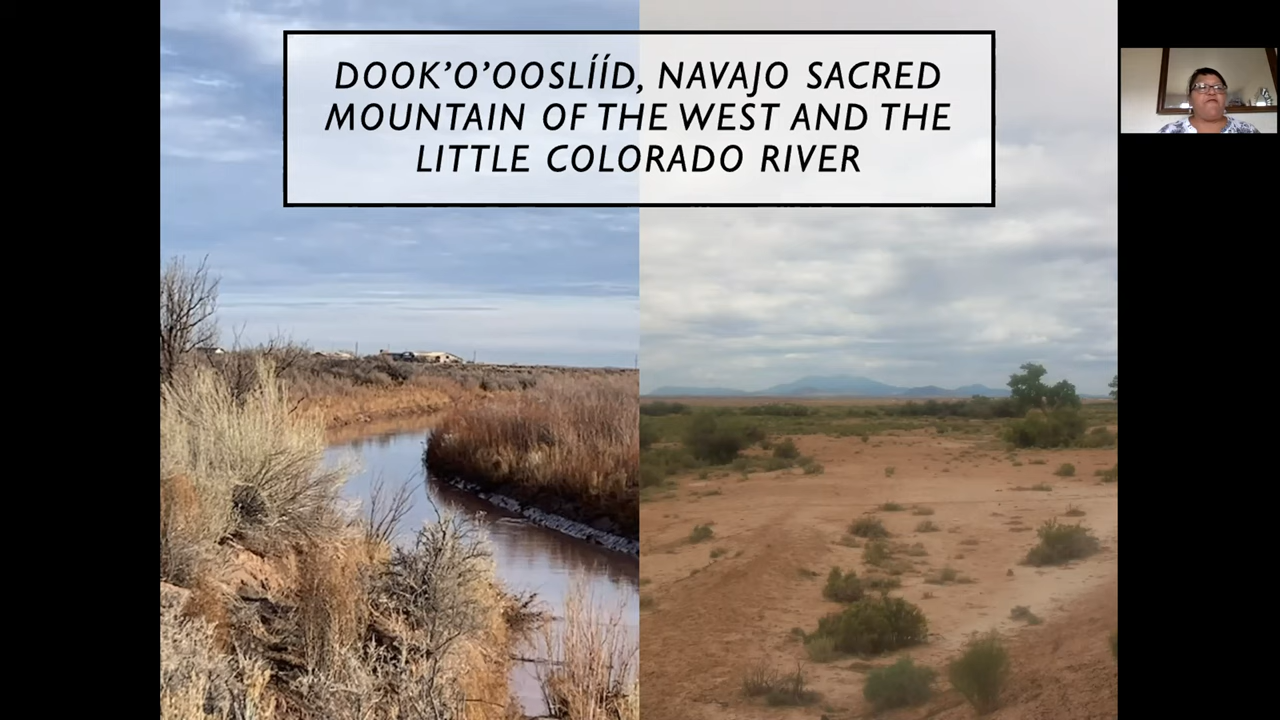 DOOK’O’OOSLÍÍD, NAVAJO SACRED
MOUNTAIN OF THE WEST AND THE
LITTLE COLORADO RIVER